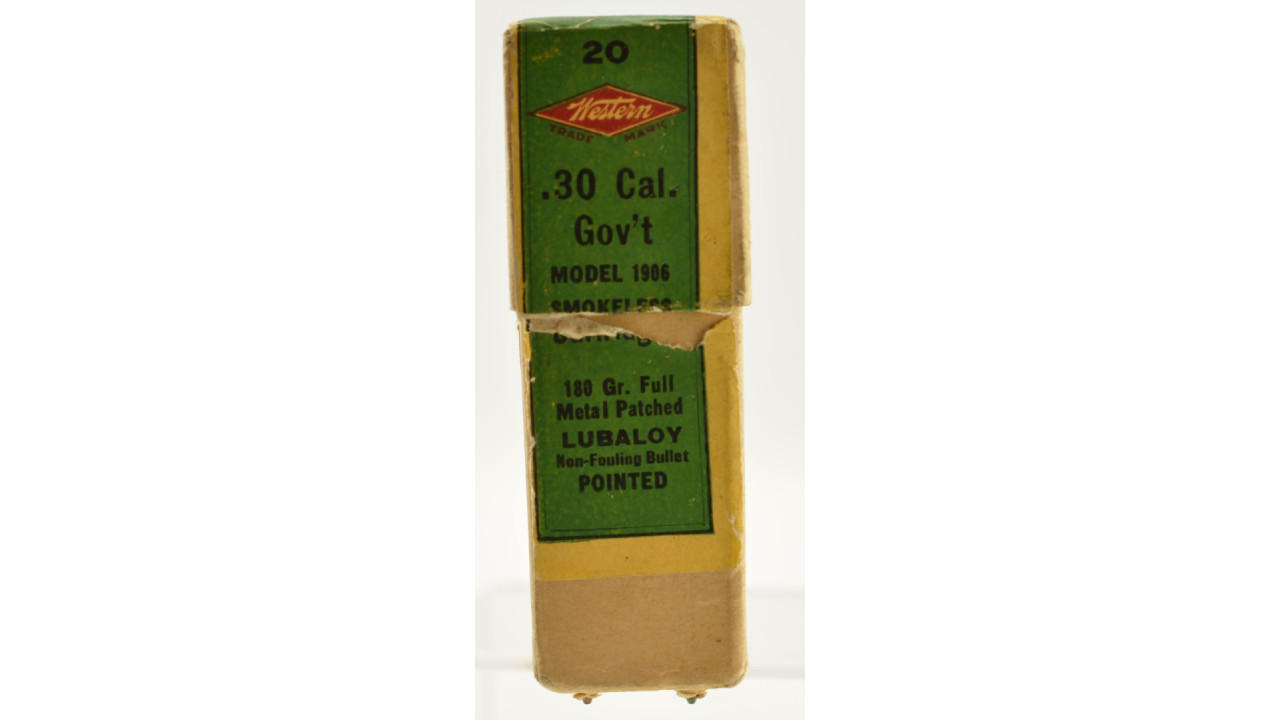 20
Western
TRADE MARK
.30 Cal.
Gov't
MODEL 1906
SMOKELESS
180 Gr. Full
Metal Patched
LUBALOY
Non-Fouling Bullet
POINTED